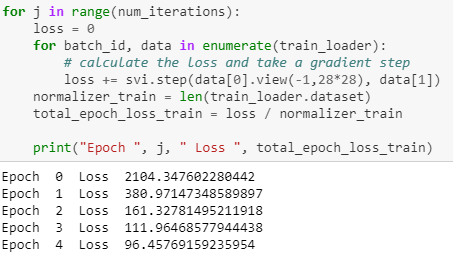 for j in range(num_iterations):
    loss = 0
    for batch_id, data in enumerate(train_loader):
        # calculate the loss and take a gradient step
        loss += svi.step(data[0].view(-1,28*28), data[1])
    normalizer_train = len(train_loader.dataset)
    total_epoch_loss_train = loss / normalizer_train

    print("Epoch ", j, " Loss ", total_epoch_loss_train)
Epoch  0  Loss  2104.347602280442
Epoch  1  Loss  380.97147348589897
Epoch  2  Loss  161.32781495211918
Epoch  3  Loss  111.96468577944438
Epoch  4  Loss  96.45769159235954